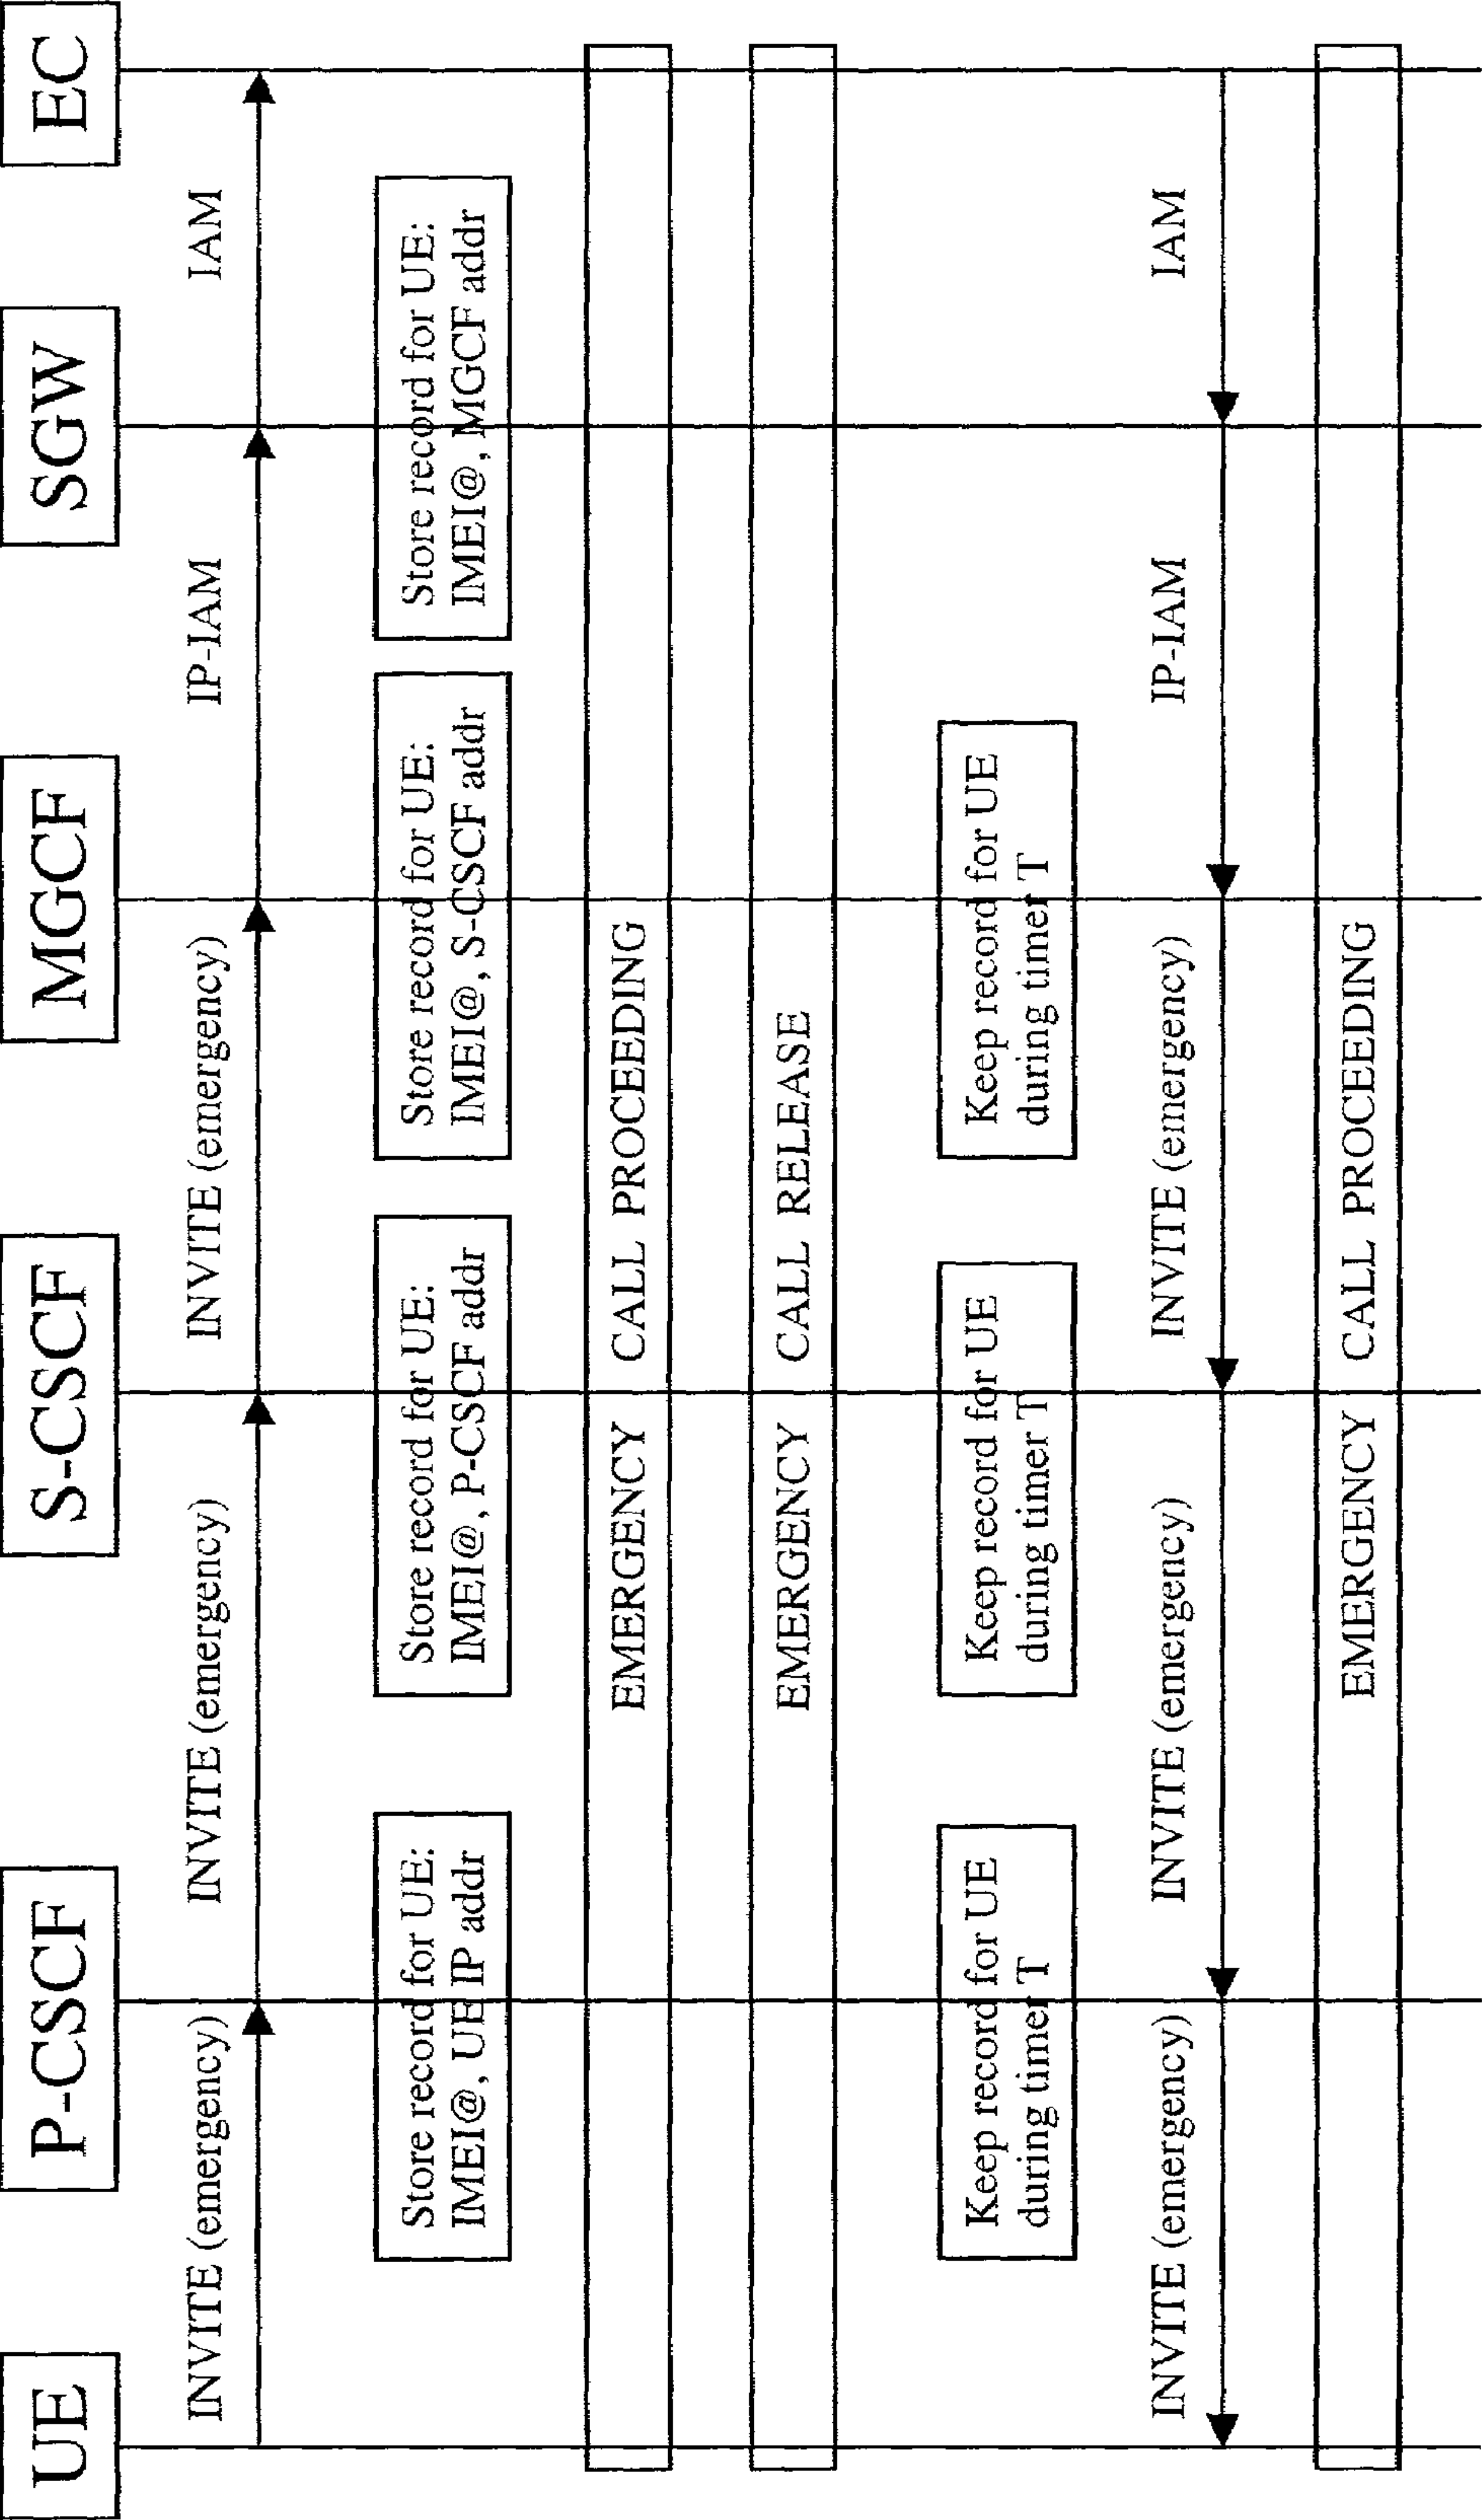 UE
P-CSCF
S-CSCF
MGCF
SGW
EC
INVITE (emergency)
INVITE (emergency)
INVITE (emergency)
IP-IAM
IAM
Store record for UE:
IMEI@, UE IP addr
Store record for UE:
IMEI@, P-CSCF addr
Store record for UE:
IMEI@, S-CSCF addr
Store record for UE:
IMEI@, MGCF addr
EMERGENCY CALL PROCEEDING
EMERGENCY CALL RELEASE
Keep record for UE
during timer T
Keep record for UE
during timer T
Keep record for UE
during timer T
INVITE (emergency)
INVITE (emergency)
INVITE (emergency)
IP-IAM
IAM
EMERGENCY CALL PROCEEDING